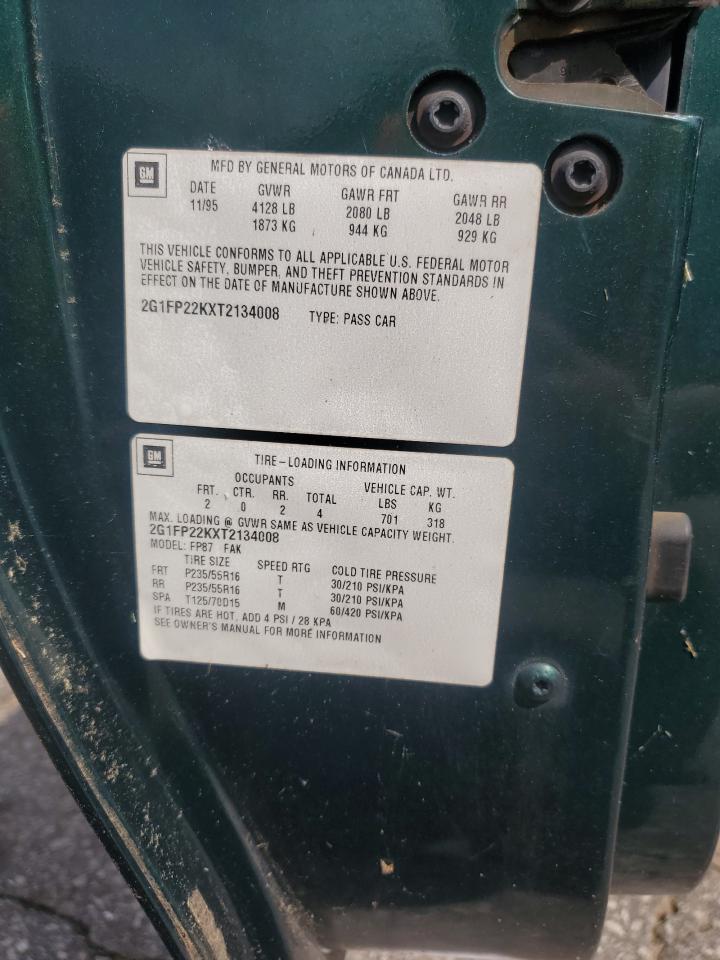 GM
MFD BY GENERAL MOTORS OF CANADA LTD.
DATE GVWR GAWR FRT GAWR RR
11/95 4128 LB 2080 LB 2048 LB
1873 KG 944 KG 929 KG
THIS VEHICLE CONFORMS TO ALL APPLICABLE U.S. FEDERAL MOTOR
VEHICLE SAFETY, BUMPER, AND THEFT PREVENTION STANDARDS IN
EFFECT ON THE DATE OF MANUFACTURE SHOWN ABOVE.
2G1FP22KXT2134008 TYPE: PASS CAR
GM
TIRE-LOADING INFORMATION
OCCUPANTS VEHICLE CAP. WT.
FRT. CTR. RR. TOTAL LBS KG
2 0 2 4 701 318
MAX. LOADING @ GVWR SAME AS VEHICLE CAPACITY WEIGHT.
2G1FP22KXT2134008
MODEL: FP87 FAK
TIRE SIZE SPEED RTG COLD TIRE PRESSURE
FRT P235/55R16 T 30/210 PSI/KPA
RR P235/55R16 T 30/210 PSI/KPA
SPA T125/70D15 M 60/420 PSI/KPA
IF TIRES ARE HOT, ADD 4 PSI / 28 KPA
SEE OWNER'S MANUAL FOR MORE INFORMATION